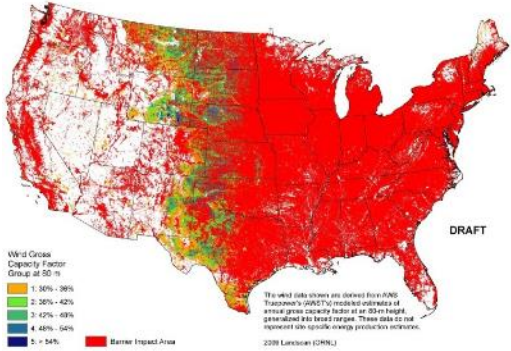 DRAFT
Wind Gross
Capacity Factor
Group at 80-m
1: 30% - 36%
2: 36% - 42%
3: 42% - 48%
4: 48% - 54%
5: > 54%
Barrier Impact Area
The wind data shown are derived from AWS
Truepower's (AWST's) modeled estimates of
annual gross capacity factor at an 80-m height,
generalized into broad ranges. These data do not
represent site specific energy production estimates.
2009 Landscan (ORNL)